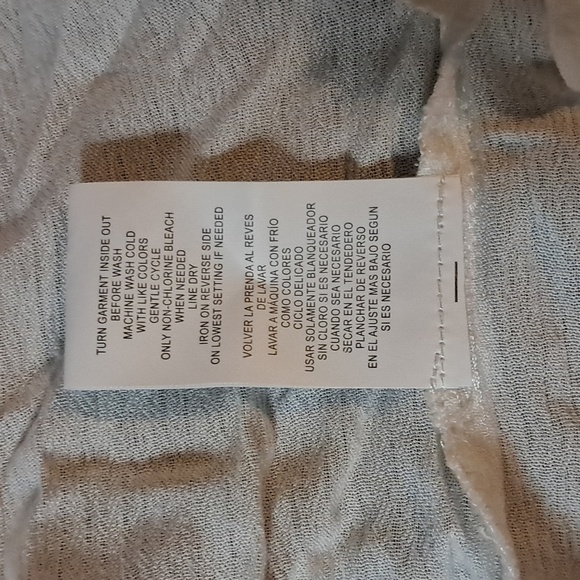 TURN GARMENT INSIDE OUT
BEFORE WASH
MACHINE WASH COLD
WITH LIKE COLORS
GENTLE CYCLE
ONLY NON-CHLORINE BLEACH
WHEN NEEDED
LINE DRY
IRON ON REVERSE SIDE
ON LOWEST SETTING IF NEEDED
VOLVER LA PRENDA AL REVES
DE LAVAR
LAVAR A MÁQUINA CON FRÍO
COMO COLORES
CICLO DELICADO
USAR SOLAMENTE BLANQUEADOR
SIN CLORO SI ES NECESARIO
CUANDO SEA NECESARIO
SECAR EN EL TENDEDERO
PLANCHAR DE REVERSO
EN EL AJUSTE MAS BAJO SEGUN
SI ES NECESARIO